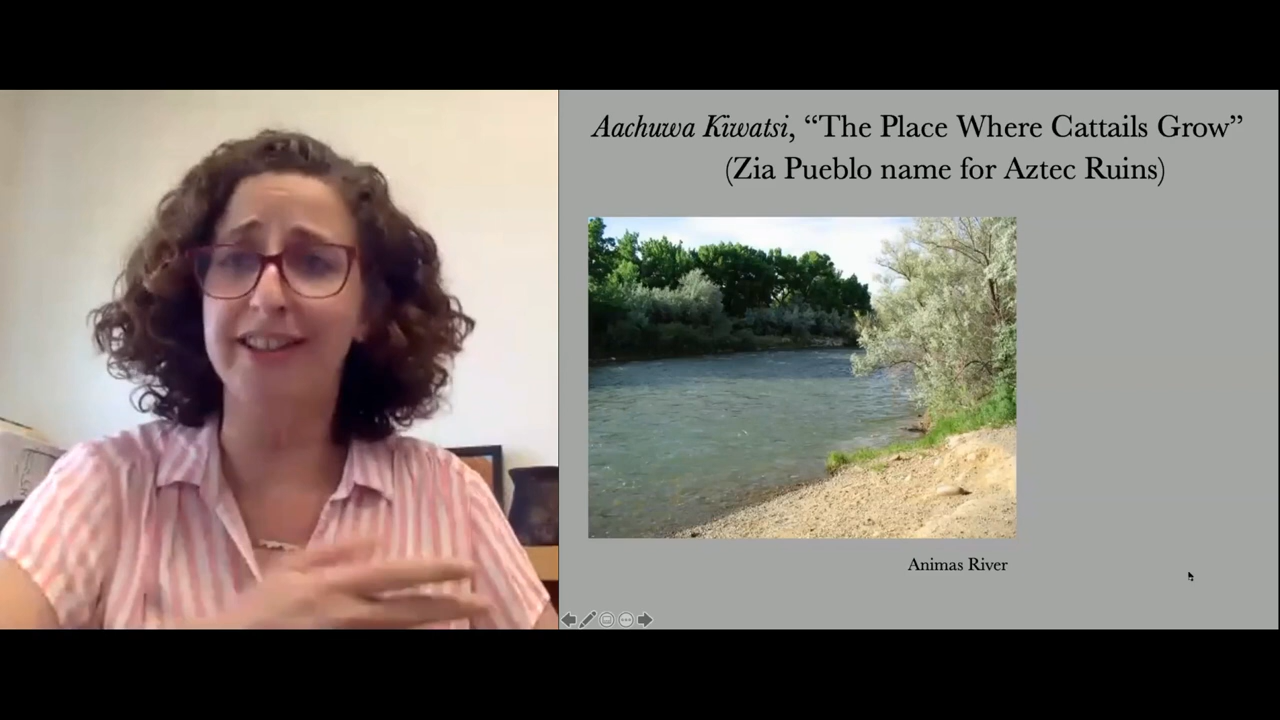 Aachuwa Kiwatsi, “The Place Where Cattails Grow”
(Zia Pueblo name for Aztec Ruins)
Animas River